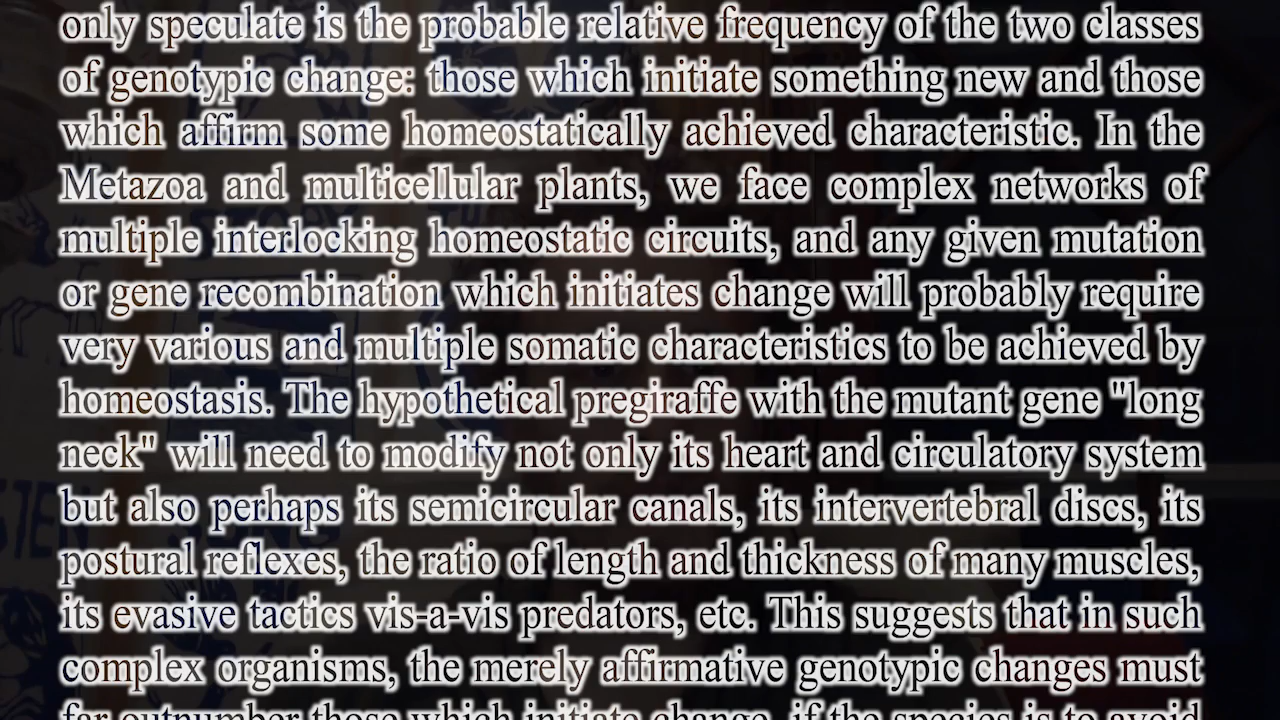 only speculate is the probable relative frequency of the two classes
of genotypic change: those which initiate something new and those
which affirm some homeostatically achieved characteristic. In the
Metazoa and multicellular plants, we face complex networks of
multiple interlocking homeostatic circuits, and any given mutation
or gene recombination which initiates change will probably require
very various and multiple somatic characteristics to be achieved by
homeostasis. The hypothetical pregiraffe with the mutant gene "long
neck" will need to modify not only its heart and circulatory system
but also perhaps its semicircular canals, its intervertebral discs, its
postural reflexes, the ratio of length and thickness of many muscles,
its evasive tactics vis-a-vis predators, etc. This suggests that in such
complex organisms, the merely affirmative genotypic changes must
far outnumber those which initiate change, if the species is to avoid